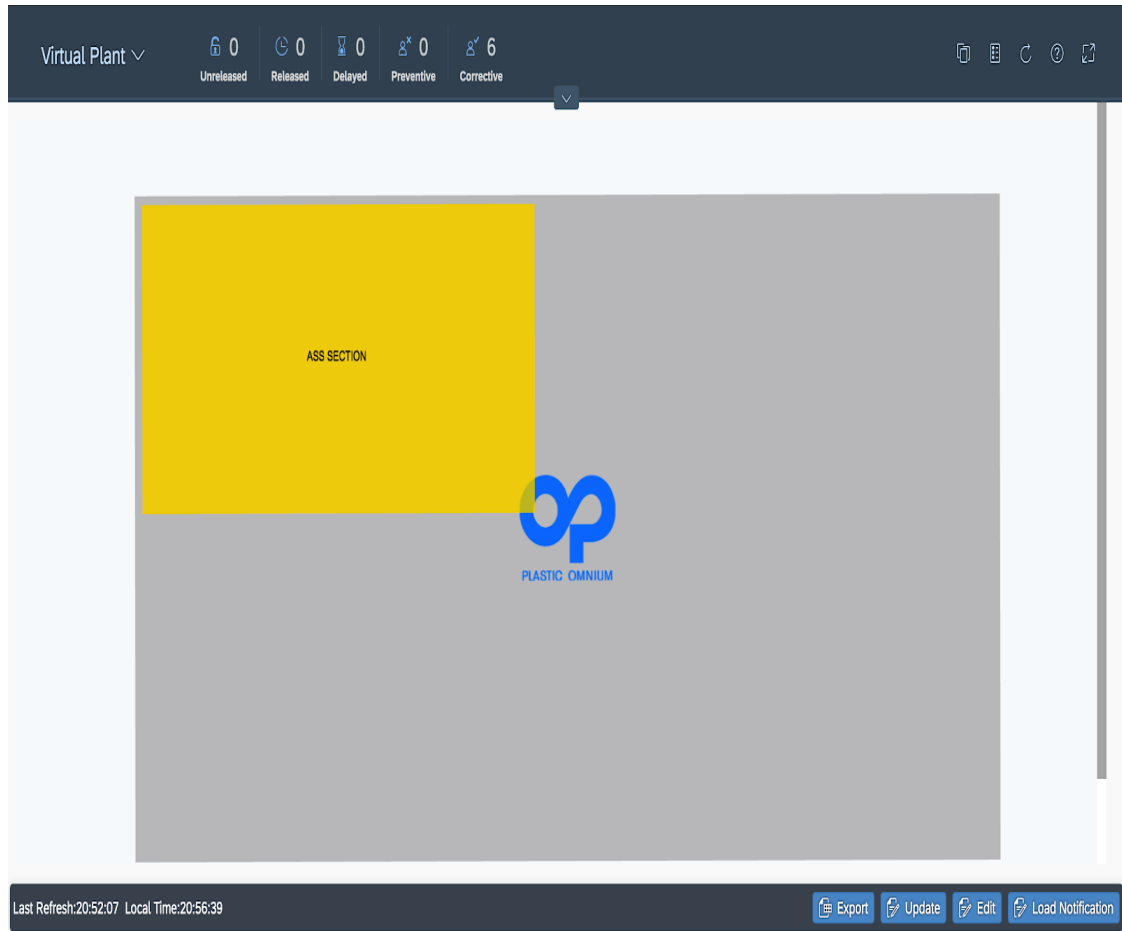 Virtual Plant
0 Unreleased
0 Released
0 Delayed
0 Preventive
6 Corrective
ASS SECTION
PLASTIC OMNIUM
Last Refresh:20:52:07 Local Time:20:56:39
Export
Update
Edit
Load Notification